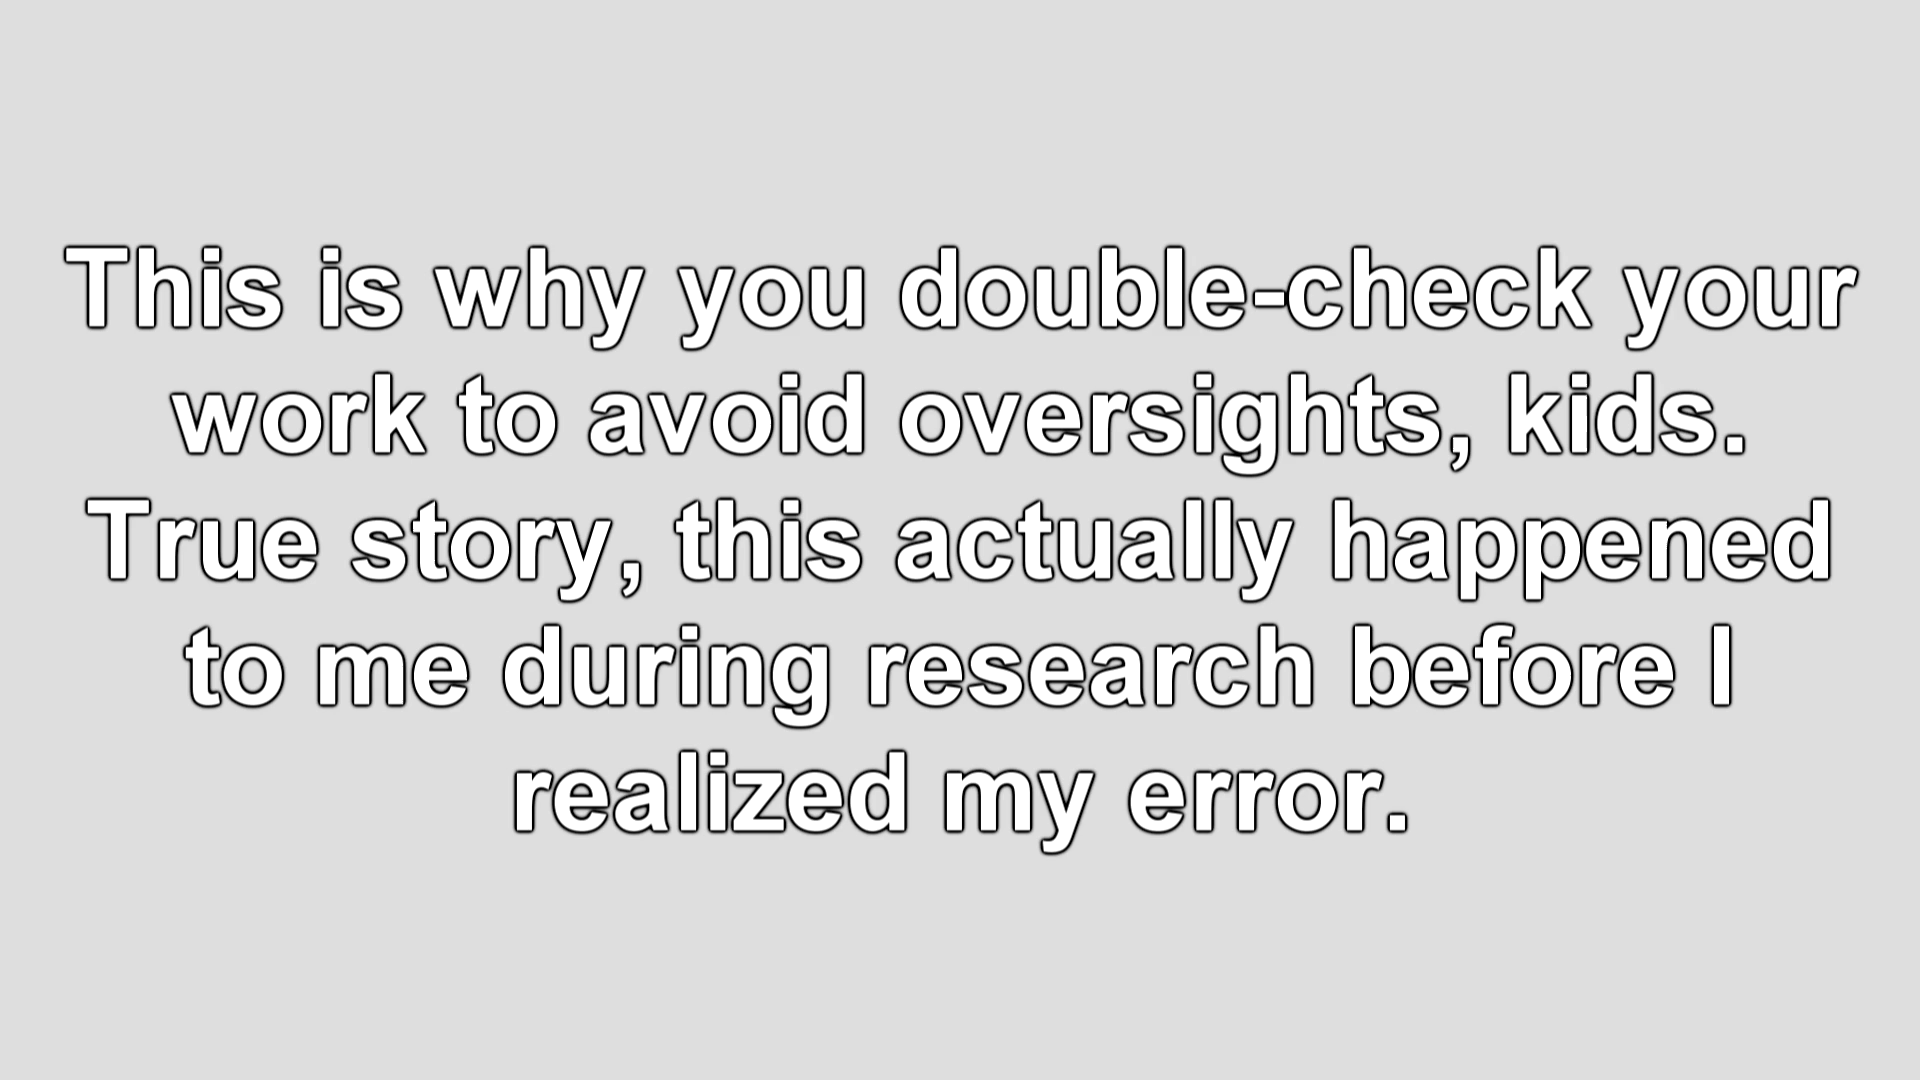 This is why you double-check your
work to avoid oversights, kids.
True story, this actually happened
to me during research before I
realized my error.